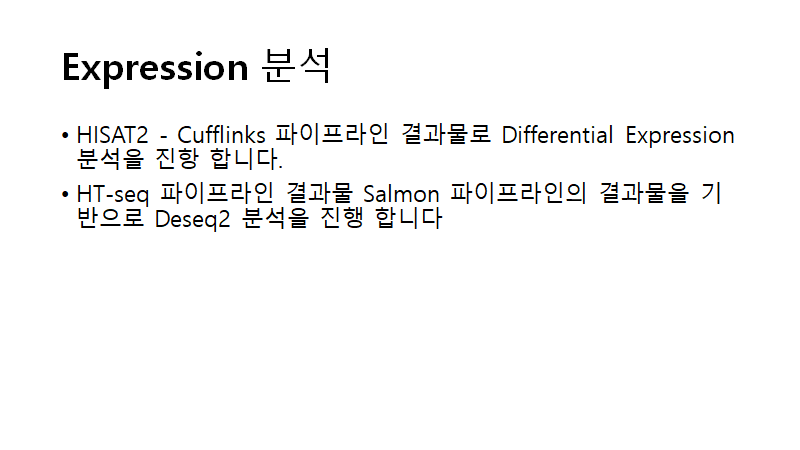 Expression 분석
• HISAT2 - Cufflinks 파이프라인 결과물로 Differential Expression
분석을 진항 합니다.
• HT-seq 파이프라인 결과물 Salmon 파이프라인의 결과물을 기
반으로 Deseq2 분석을 진행 합니다